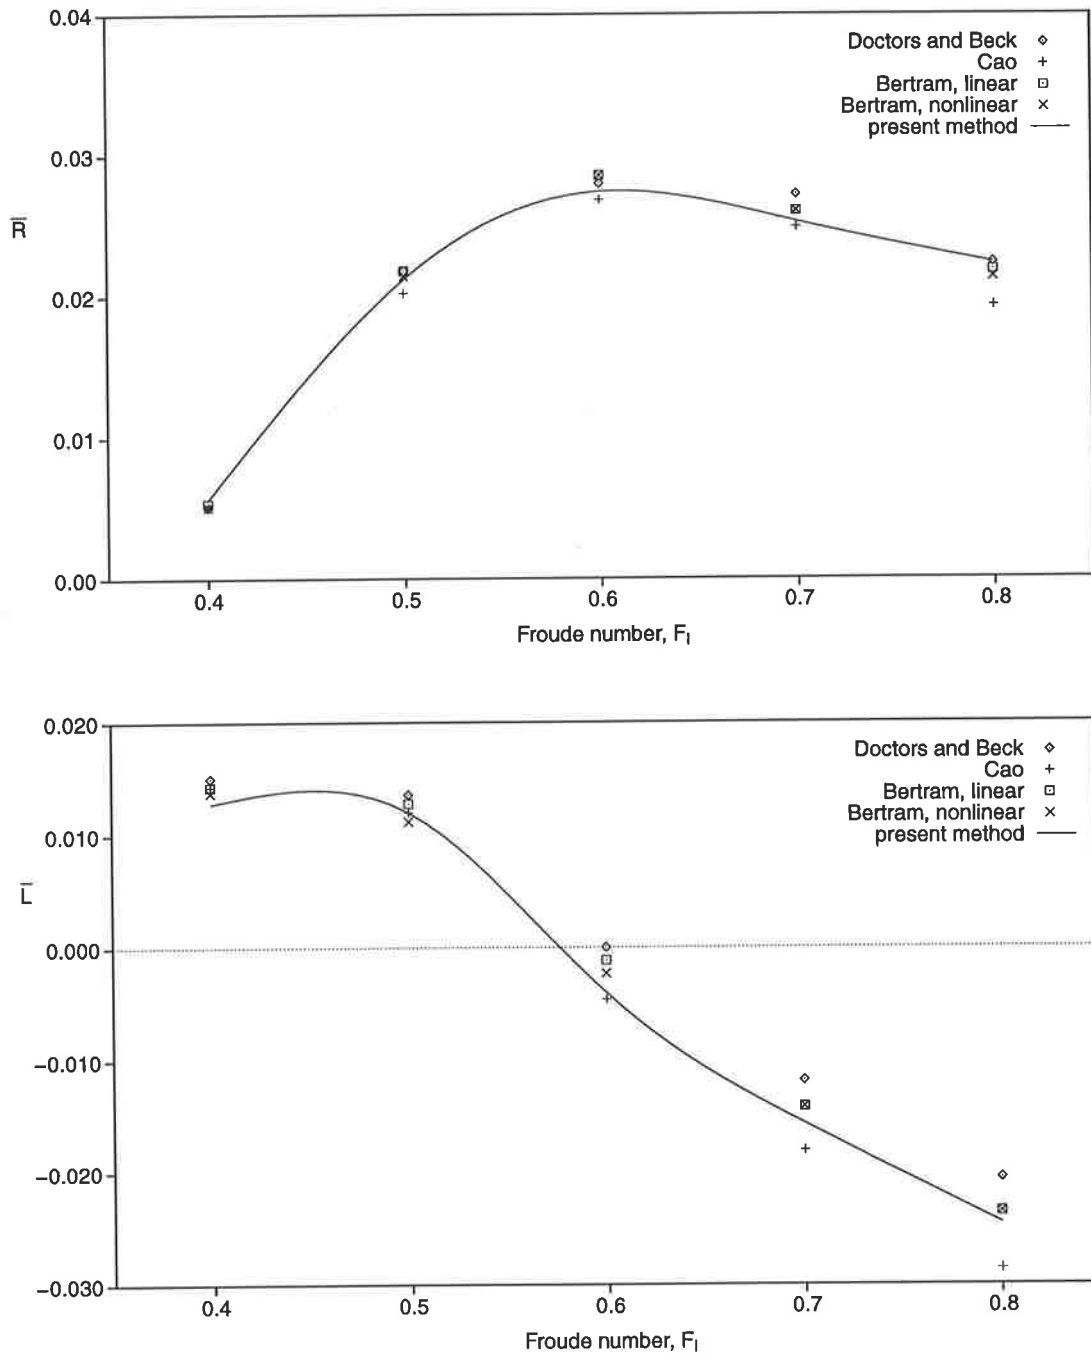 0.04
Doctors and Beck
Cao
Bertram, linear
Bertram, nonlinear
present method
0.03
R̅
0.02
0.01
0.00
0.4 0.5 0.6 0.7 0.8
Froude number, Fₗ
0.020
Doctors and Beck
Cao
Bertram, linear
Bertram, nonlinear
present method
0.010
L̅
0.000
−0.010
−0.020
−0.030
0.4 0.5 0.6 0.7 0.8
Froude number, Fₗ